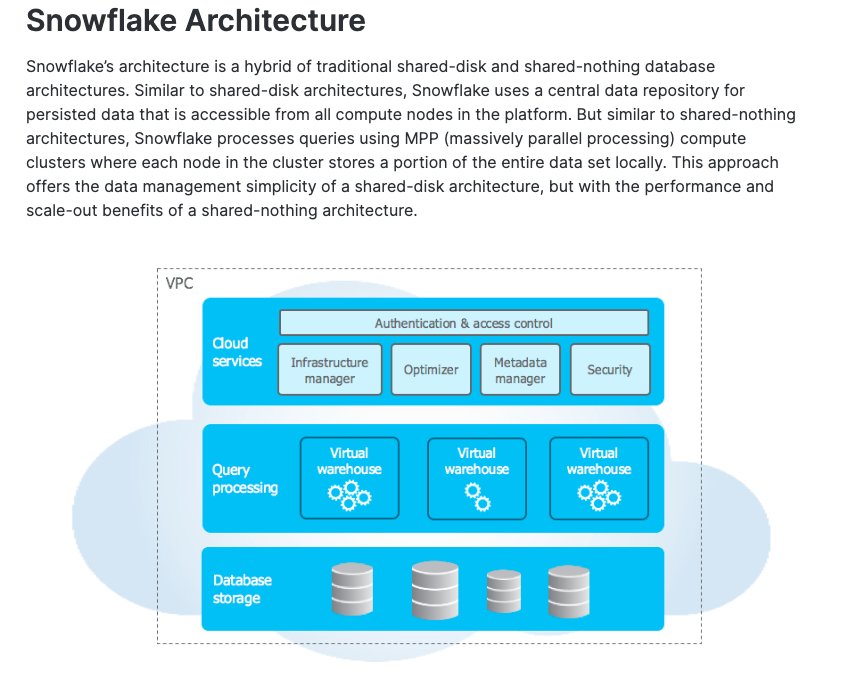 Snowflake Architecture
Snowflake’s architecture is a hybrid of traditional shared-disk and shared-nothing database
architectures. Similar to shared-disk architectures, Snowflake uses a central data repository for
persisted data that is accessible from all compute nodes in the platform. But similar to shared-nothing
architectures, Snowflake processes queries using MPP (massively parallel processing) compute
clusters where each node in the cluster stores a portion of the entire data set locally. This approach
offers the data management simplicity of a shared-disk architecture, but with the performance and
scale-out benefits of a shared-nothing architecture.
VPC
Cloud
services
Authentication & access control
Infrastructure
manager
Optimizer
Metadata
manager
Security
Query
processing
Virtual
warehouse
Virtual
warehouse
Virtual
warehouse
Database
storage